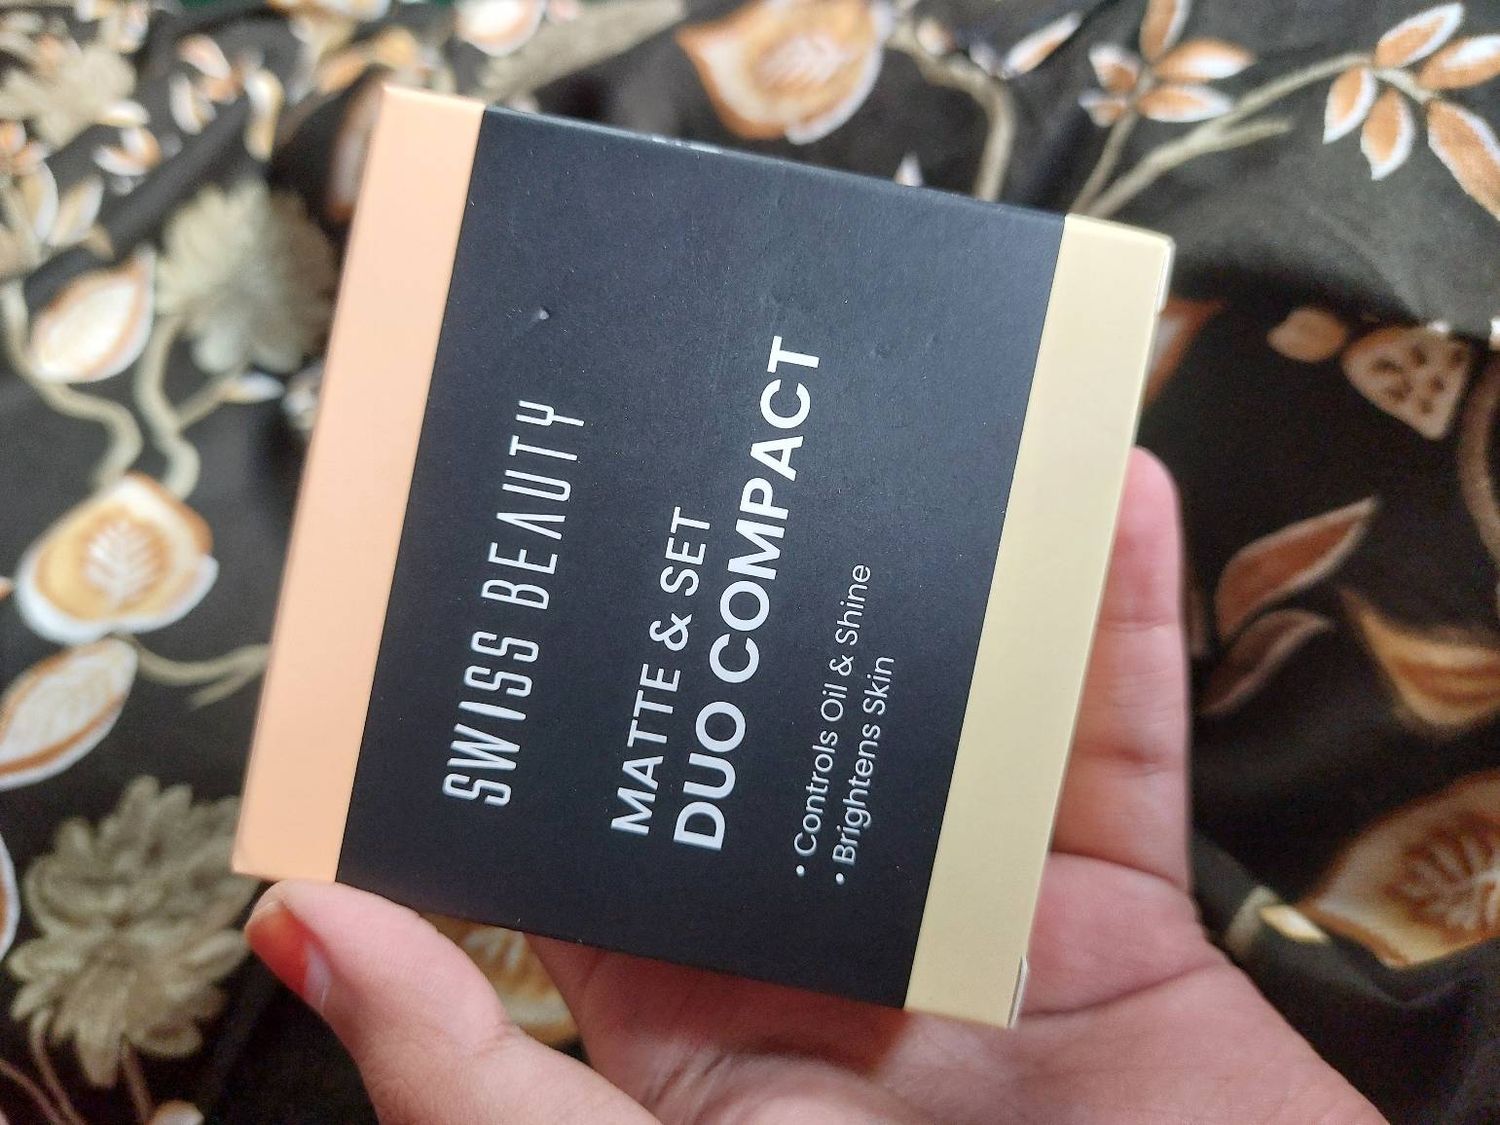 SWISS BEAUTY
MATTE & SET
DUO COMPACT
• Controls Oil & Shine
• Brightens Skin